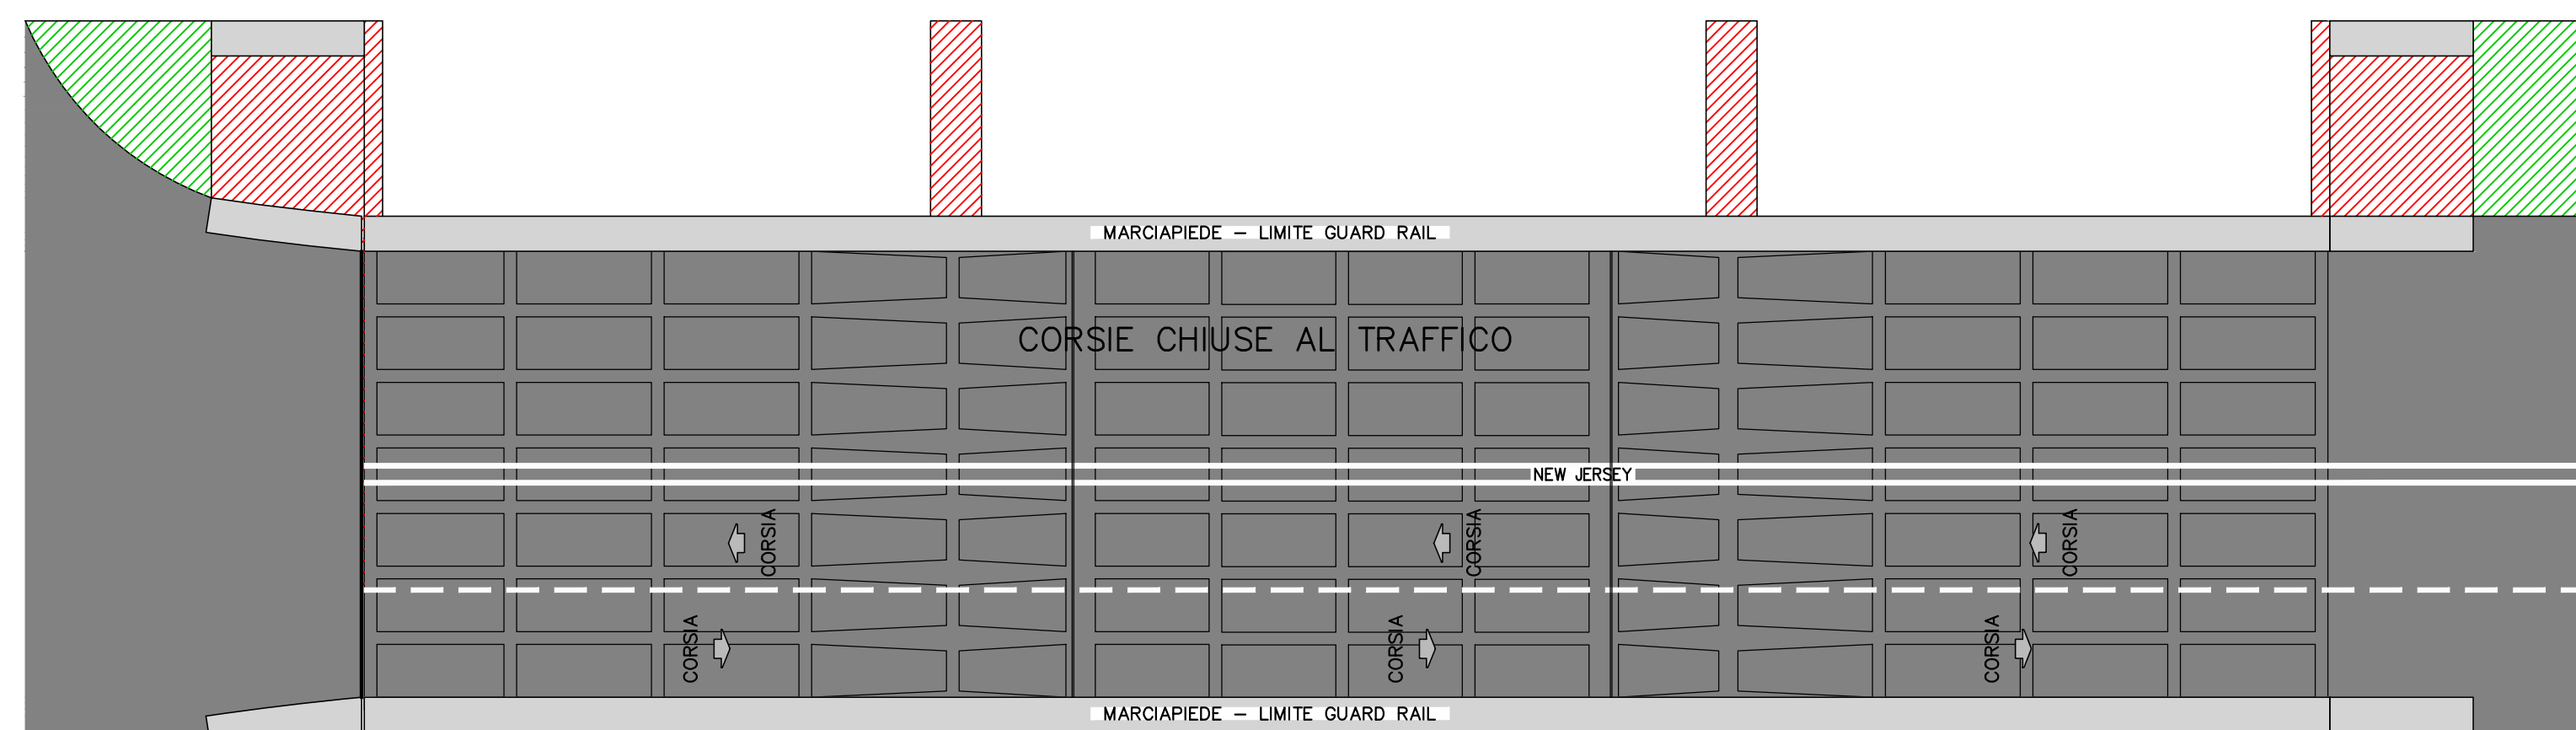 MARCIAPIEDE – LIMITE GUARD RAIL
CORSIE CHIUSE AL TRAFFICO
NEW JERSEY
CORSIA
CORSIA
CORSIA
CORSIA
CORSIA
CORSIA
MARCIAPIEDE – LIMITE GUARD RAIL